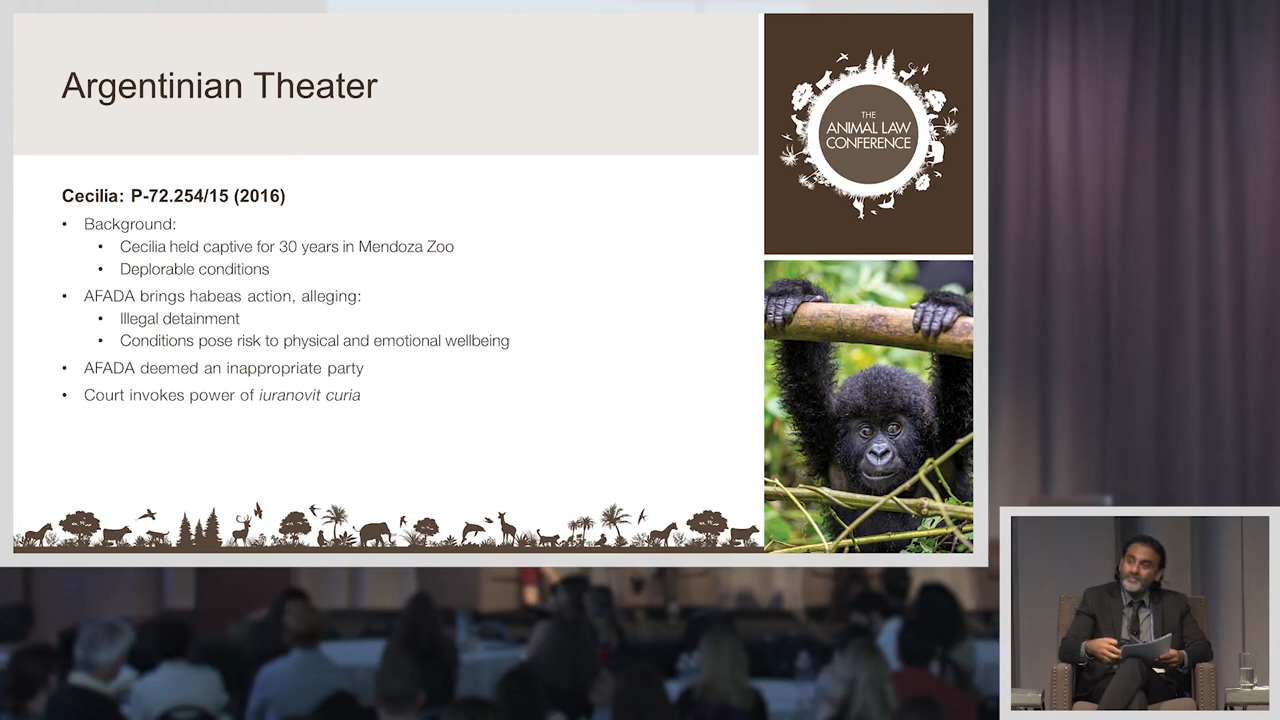 Argentinian Theater
THE
ANIMAL LAW
CONFERENCE
Cecilia: P-72.254/15 (2016)
• Background:
• Cecilia held captive for 30 years in Mendoza Zoo
• Deplorable conditions
• AFADA brings habeas action, alleging:
• Illegal detainment
• Conditions pose risk to physical and emotional wellbeing
• AFADA deemed an inappropriate party
• Court invokes power of iuranovit curia